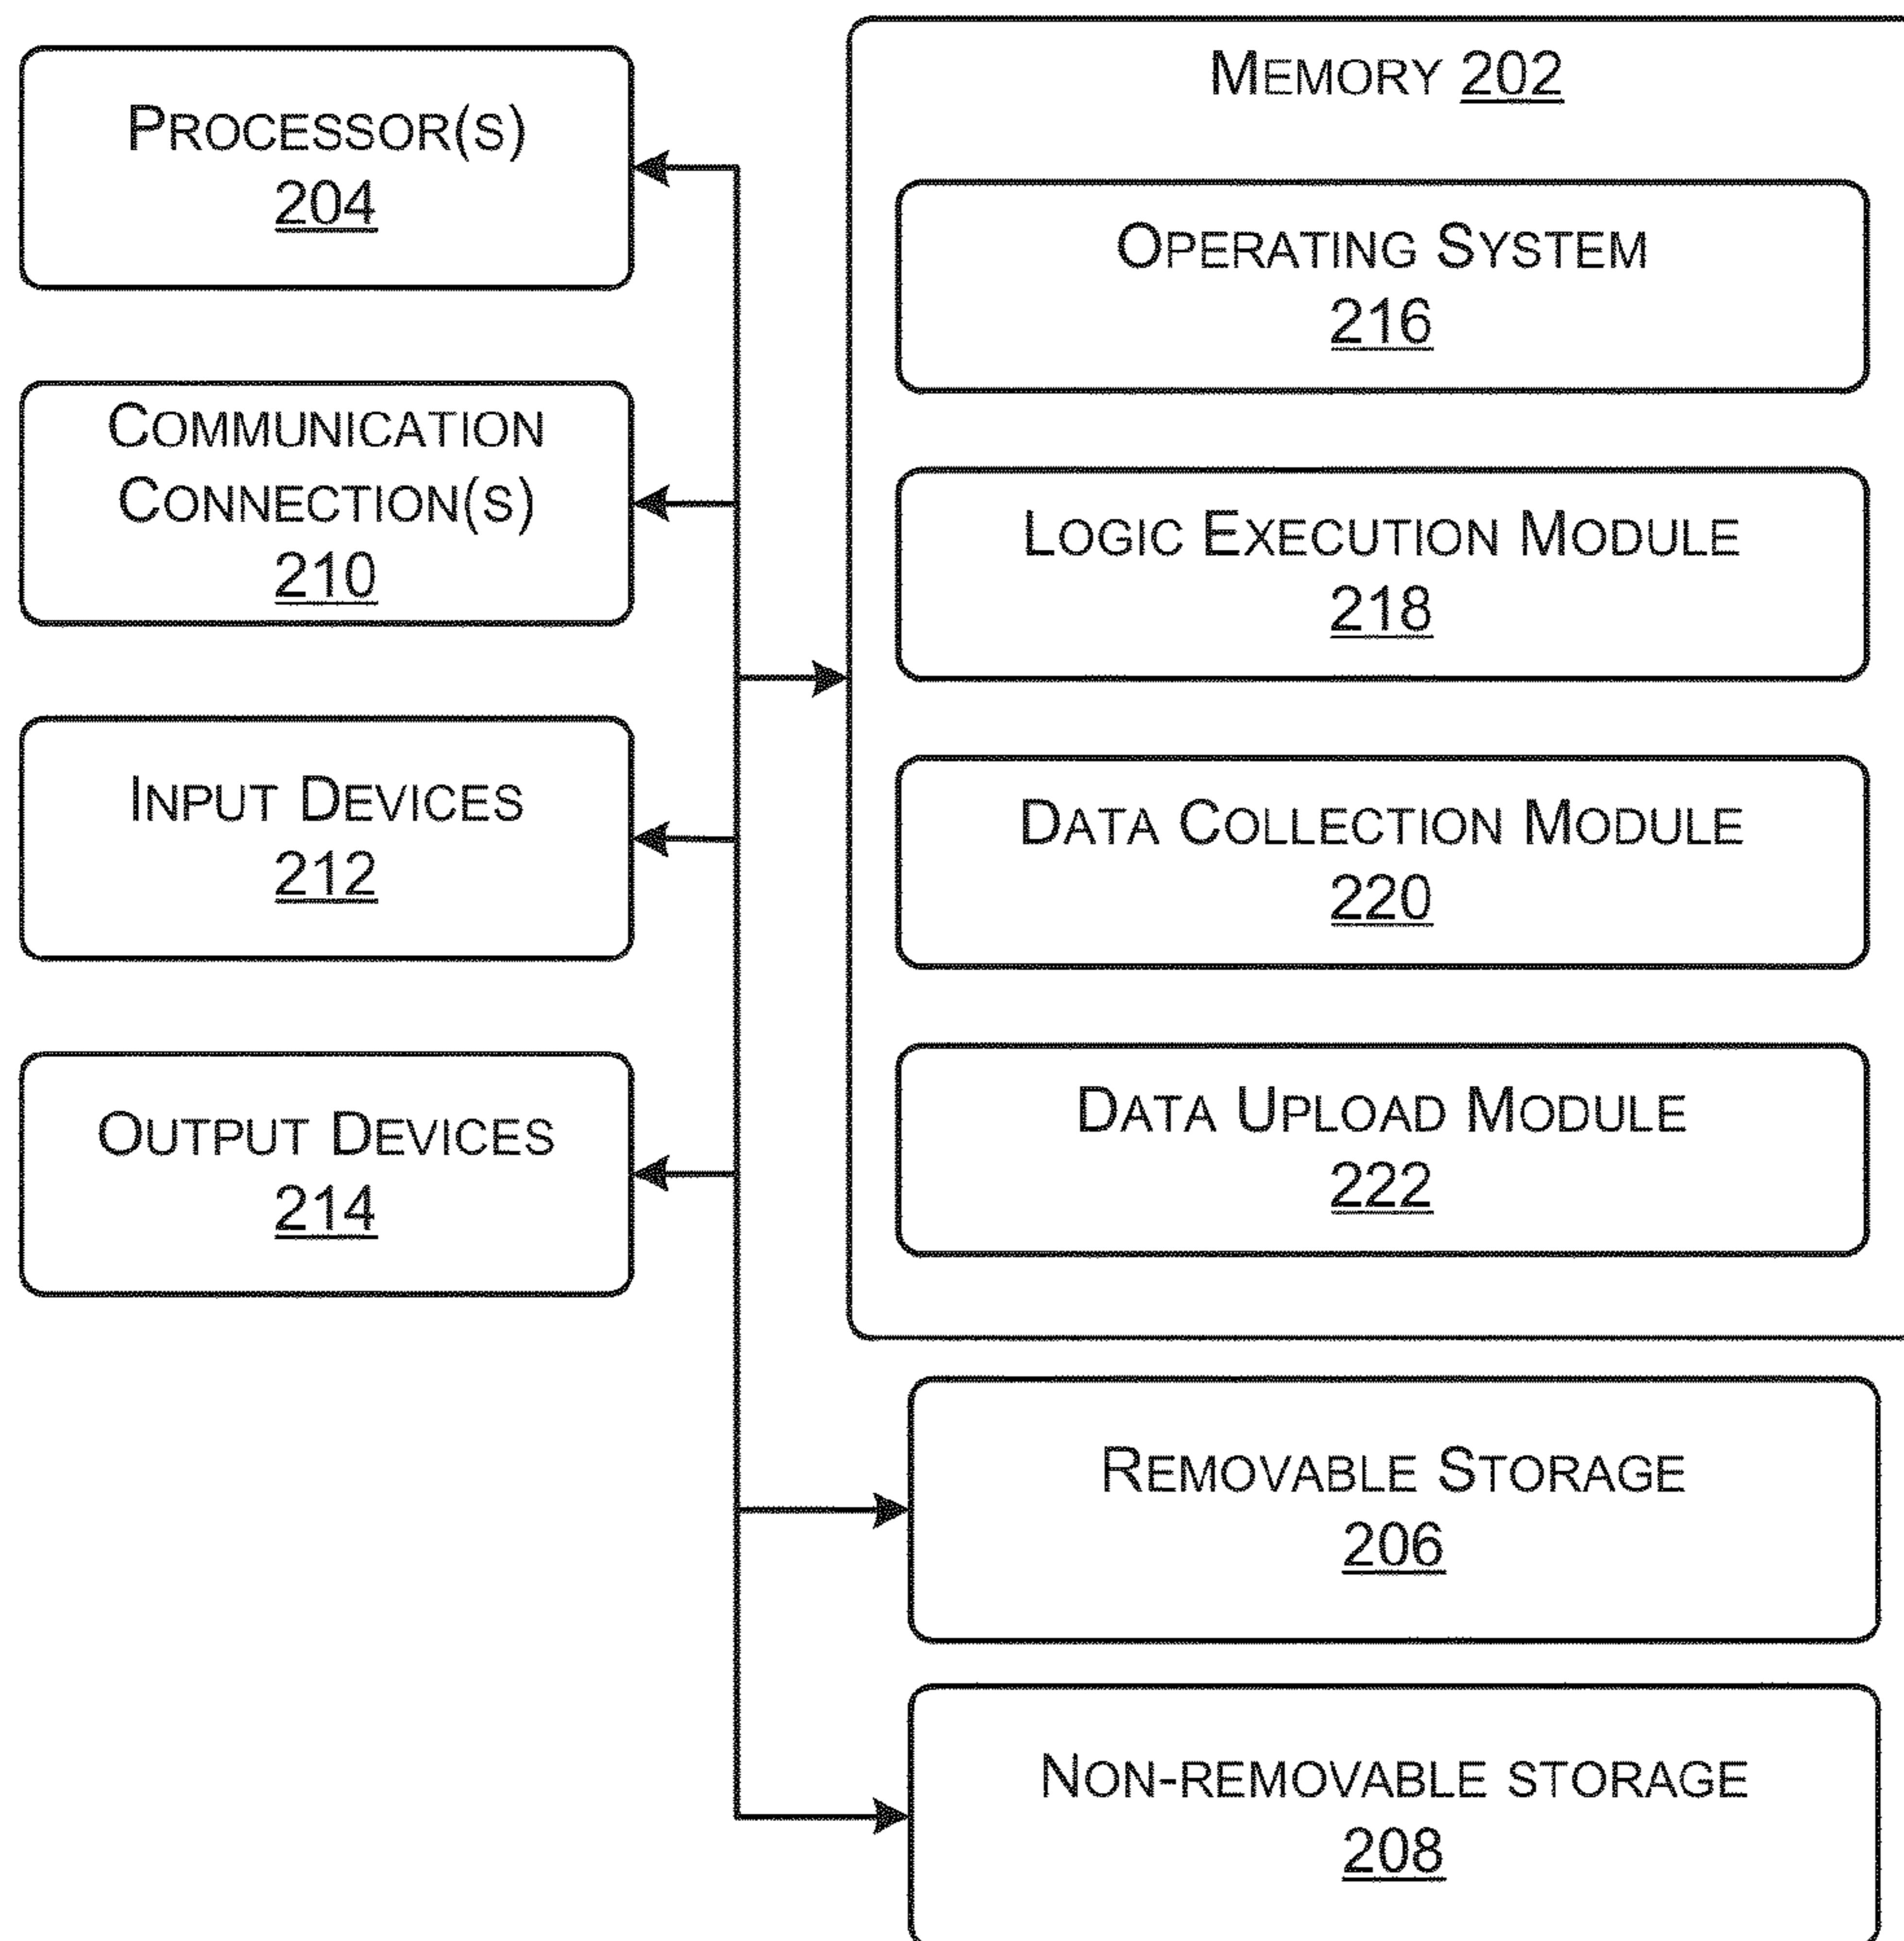 PROCESSOR(S)
204
COMMUNICATION
CONNECTION(S)
210
INPUT DEVICES
212
OUTPUT DEVICES
214
MEMORY 202
OPERATING SYSTEM
216
LOGIC EXECUTION MODULE
218
DATA COLLECTION MODULE
220
DATA UPLOAD MODULE
222
REMOVABLE STORAGE
206
NON-REMOVABLE STORAGE
208